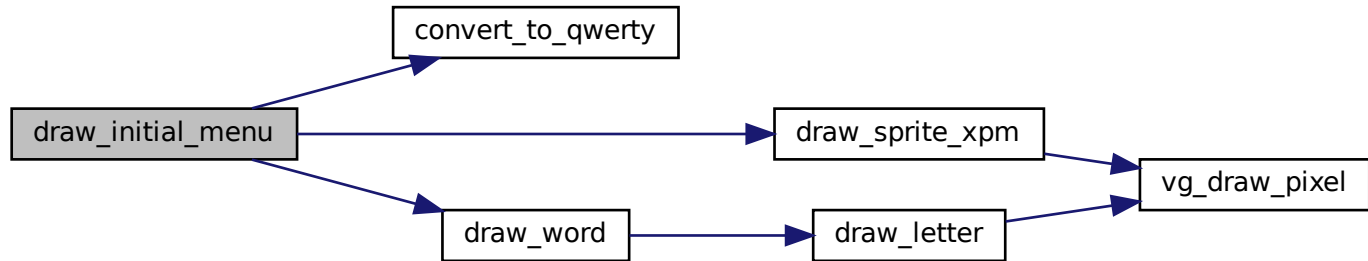 convert_to_qwerty
draw_initial_menu
draw_sprite_xpm
vg_draw_pixel
draw_word
draw_letter